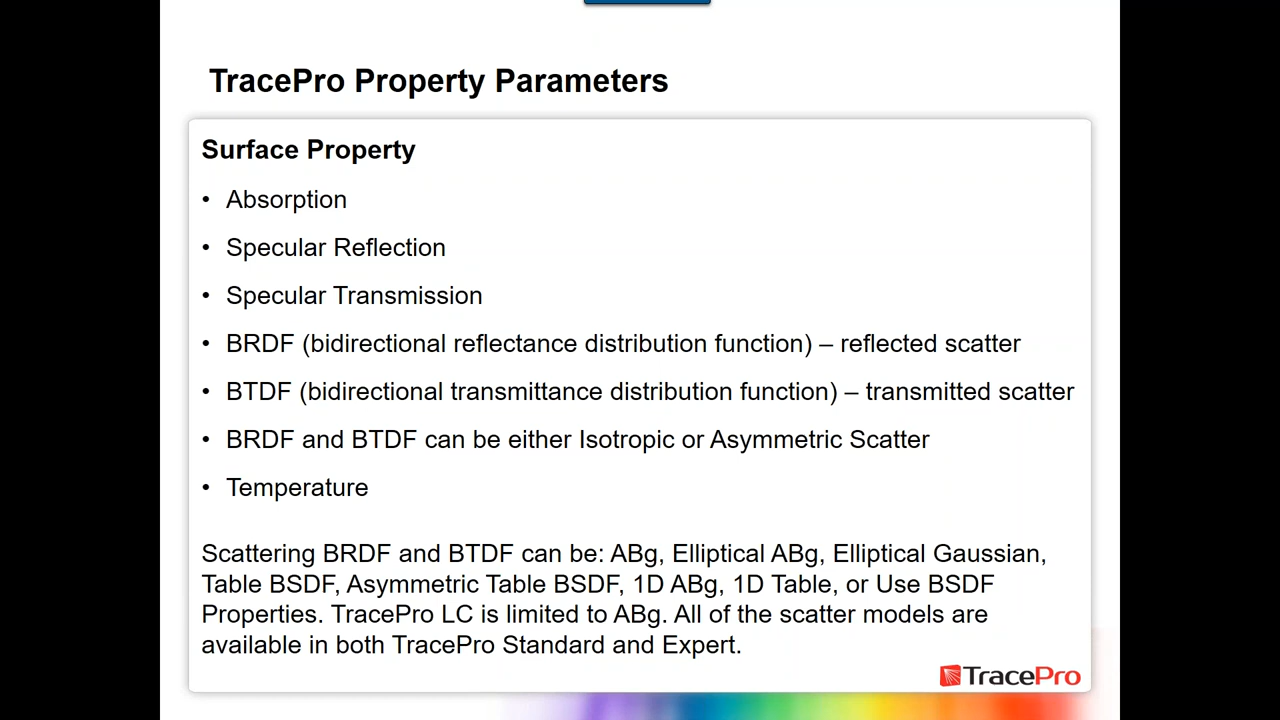 TracePro Property Parameters
Surface Property
• Absorption
• Specular Reflection
• Specular Transmission
• BRDF (bidirectional reflectance distribution function) – reflected scatter
• BTDF (bidirectional transmittance distribution function) – transmitted scatter
• BRDF and BTDF can be either Isotropic or Asymmetric Scatter
• Temperature
Scattering BRDF and BTDF can be: ABg, Elliptical ABg, Elliptical Gaussian,
Table BSDF, Asymmetric Table BSDF, 1D ABg, 1D Table, or Use BSDF
Properties. TracePro LC is limited to ABg. All of the scatter models are
available in both TracePro Standard and Expert.
TracePro